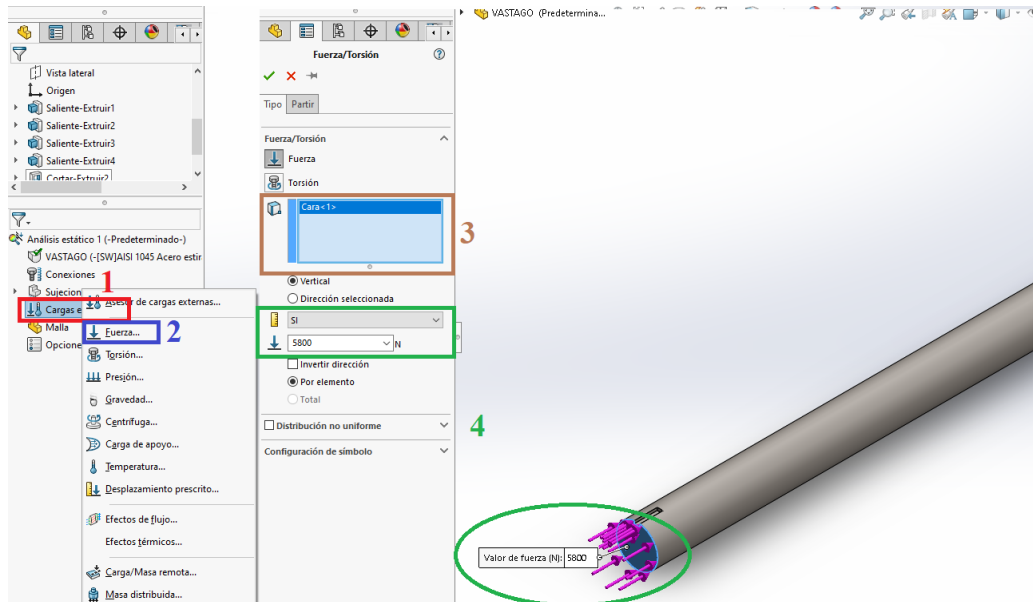 Vista lateral
Origen
Saliente-Extruir1
Saliente-Extruir2
Saliente-Extruir3
Saliente-Extruir4
Cortar-Extruir2
Análisis estático 1 (-Predeterminado-)
VASTAGO (-[SW]AISI 1045 Acero estir
Conexiones
1
Sujecion
Cargas e
Malla
Opcione
Asesor de cargas externas...
Fuerza...
2
Torsión...
Presión...
Gravedad...
Centrífuga...
Carga de apoyo...
Temperatura...
Desplazamiento prescrito...
Efectos de flujo...
Efectos térmicos...
Carga/Masa remota...
Masa distribuida...
Fuerza/Torsión
Tipo Partir
Fuerza/Torsión
Fuerza
Torsión
Cara<1>
3
Vertical
Dirección seleccionada
SI
5800 N
Invertir dirección
Por elemento
Total
Distribución no uniforme
4
Configuración de símbolo
VASTAGO (Predetermina...
Valor de fuerza (N): 5800